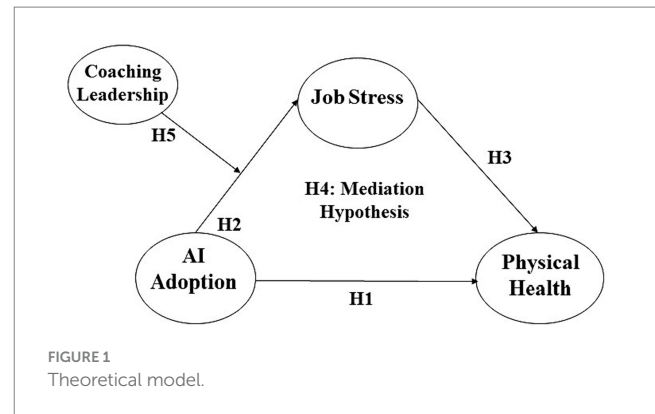 Coaching
Leadership
H5
Job Stress
H3
H4: Mediation
Hypothesis
H2
AI
Adoption
H1
Physical
Health
FIGURE 1
Theoretical model.